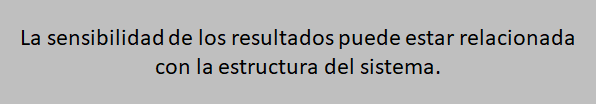 La sensibilidad de los resultados puede estar relacionada
con la estructura del sistema.